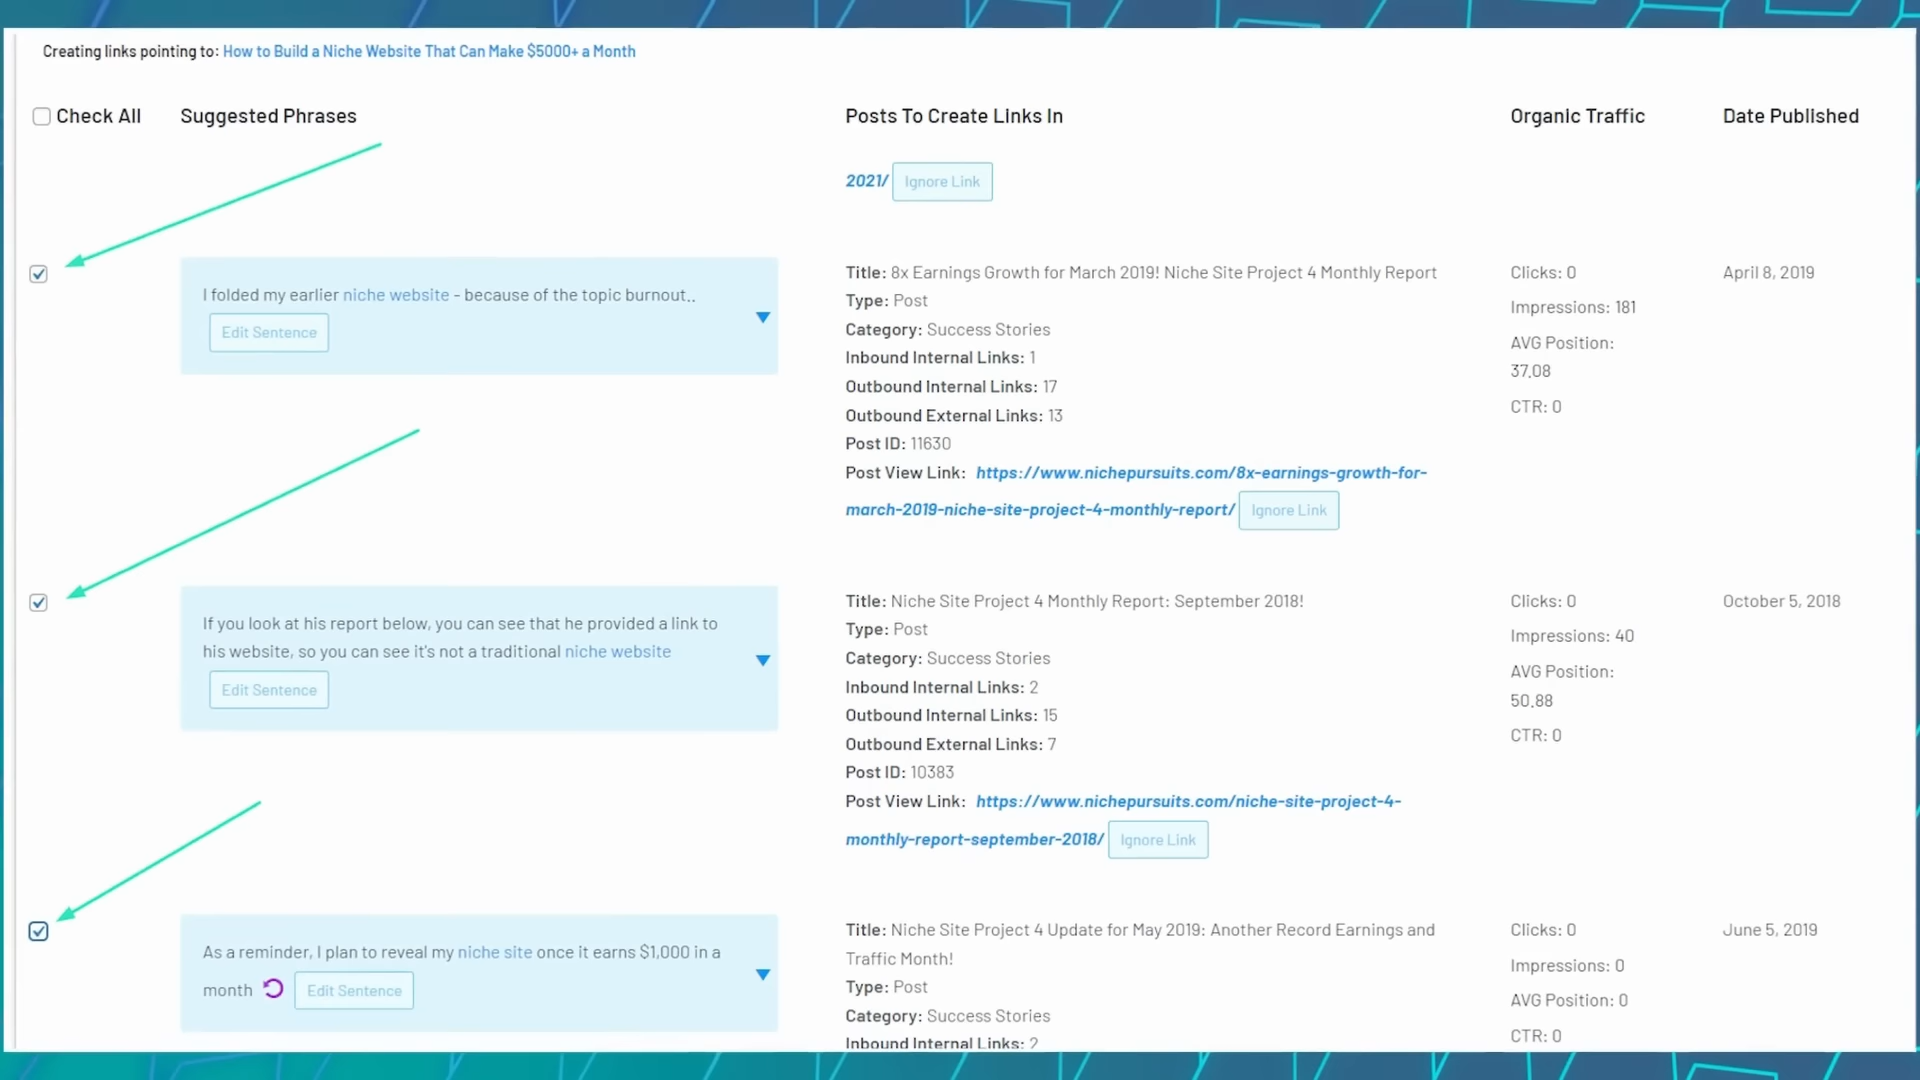 Creating links pointing to: How to Build a Niche Website That Can Make $5000+ a Month
Check All
Suggested Phrases
Posts To Create Links In
Organic Traffic
Date Published
2021/ Ignore Link
I folded my earlier niche website - because of the topic burnout..
Edit Sentence
Title: 8x Earnings Growth for March 2019! Niche Site Project 4 Monthly Report
Type: Post
Category: Success Stories
Inbound Internal Links: 1
Outbound Internal Links: 17
Outbound External Links: 13
Post ID: 11630
Post View Link: https://www.nichepursuits.com/8x-earnings-growth-for-
march-2019-niche-site-project-4-monthly-report/ Ignore Link
Clicks: 0
Impressions: 181
AVG Position:
37.08
CTR: 0
April 8, 2019
If you look at his report below, you can see that he provided a link to
his website, so you can see it's not a traditional niche website
Edit Sentence
Title: Niche Site Project 4 Monthly Report: September 2018!
Type: Post
Category: Success Stories
Inbound Internal Links: 2
Outbound Internal Links: 15
Outbound External Links: 7
Post ID: 10383
Post View Link: https://www.nichepursuits.com/niche-site-project-4-
monthly-report-september-2018/ Ignore Link
Clicks: 0
Impressions: 40
AVG Position:
50.88
CTR: 0
October 5, 2018
As a reminder, I plan to reveal my niche site once it earns $1,000 in a
month Edit Sentence
Title: Niche Site Project 4 Update for May 2019: Another Record Earnings and
Traffic Month!
Type: Post
Category: Success Stories
Inbound Internal Links: 2
Clicks: 0
Impressions: 0
AVG Position: 0
CTR: 0
June 5, 2019